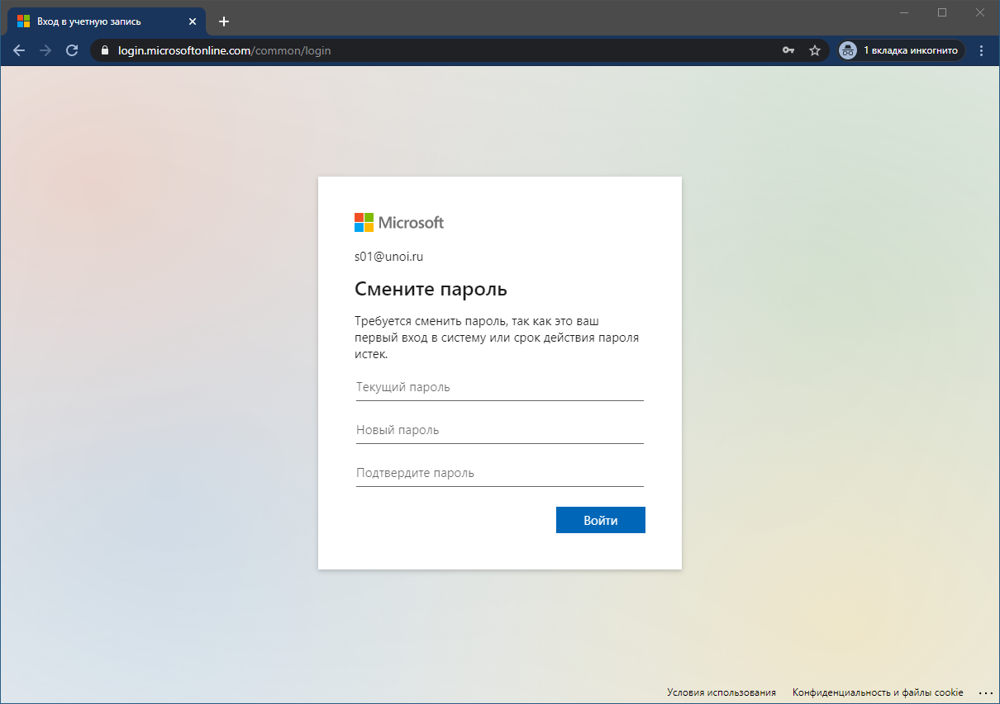 Вход в учетную запись
login.microsoftonline.com/common/login
1 вкладка инкогнито
Microsoft
s01@unoi.ru
Смените пароль
Требуется сменить пароль, так как это ваш
первый вход в систему или срок действия пароля
истек.
Текущий пароль
Новый пароль
Подтвердите пароль
Войти
Условия использования Конфиденциальность и файлы cookie ...